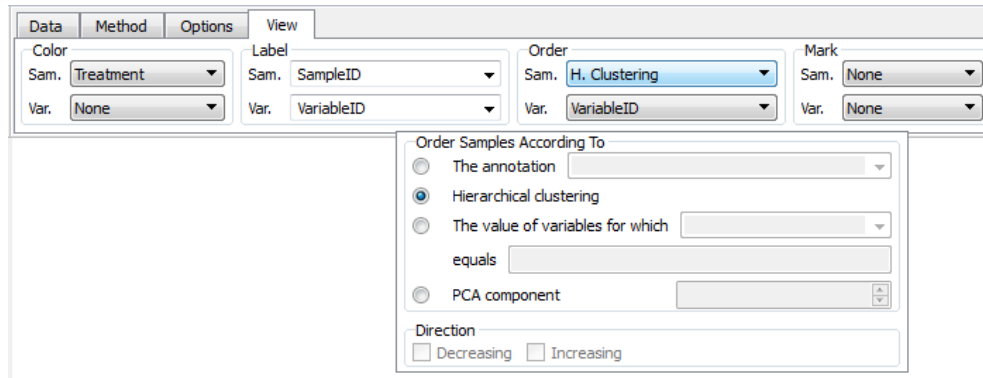 Data Method Options View
Color Label Order Mark
Sam. Treatment Sam. SampleID Sam. H. Clustering Sam. None
Var. None Var. VariableID Var. VariableID Var. None
Order Samples According To
The annotation
Hierarchical clustering
The value of variables for which
equals
PCA component
Direction
Decreasing Increasing